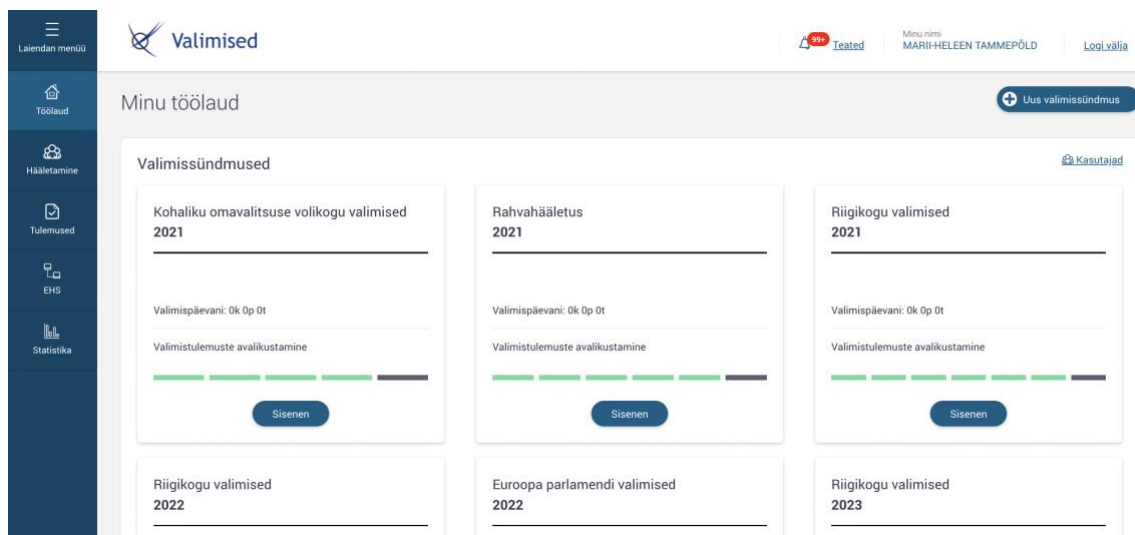 Laiendan menüü
Valimised
99+
Teated
Minu nimi
MARII-HELEEN TAMMEPÕLD
Logi välja
Töölaud
Hääletamine
Tulemused
EHS
Statistika
Minu töölaud
Uus valimissündmus
Valimissündmused
Kasutajad
Kohaliku omavalitsuse volikogu valimised
2021
Valimispäevani: 0k 0p 0t
Valimistulemuste avalikustamine
Sisenen
Rahvahääletus
2021
Valimispäevani: 0k 0p 0t
Valimistulemuste avalikustamine
Sisenen
Riigikogu valimised
2021
Valimispäevani: 0k 0p 0t
Valimistulemuste avalikustamine
Sisenen
Riigikogu valimised
2022
Euroopa parlamendi valimised
2022
Riigikogu valimised
2023